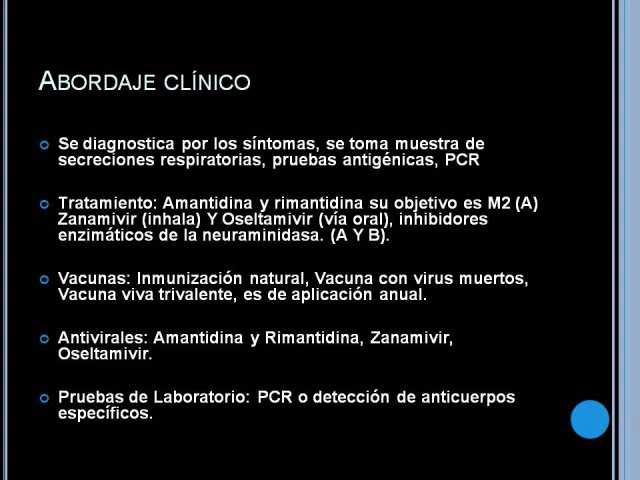 ABORDAJE CLÍNICO
Se diagnostica por los síntomas, se toma muestra de
secreciones respiratorias, pruebas antigénicas, PCR
Tratamiento: Amantidina y rimantidina su objetivo es M2 (A)
Zanamivir (inhala) Y Oseltamivir (vía oral), inhibidores
enzimáticos de la neuraminidasa. (A Y B).
Vacunas: Inmunización natural, Vacuna con virus muertos,
Vacuna viva trivalente, es de aplicación anual.
Antivirales: Amantidina y Rimantidina, Zanamivir,
Oseltamivir.
Pruebas de Laboratorio: PCR o detección de anticuerpos
específicos.